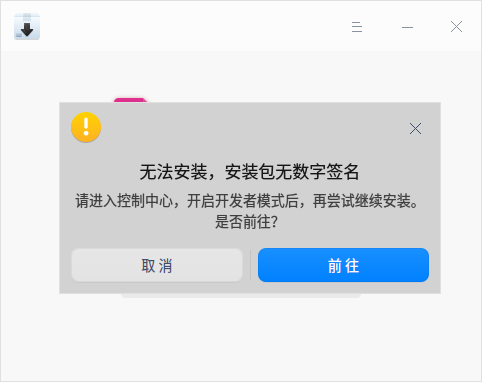 无法安装，安装包无数字签名
请进入控制中心，开启开发者模式后，再尝试继续安装。
是否前往？
取消
前往